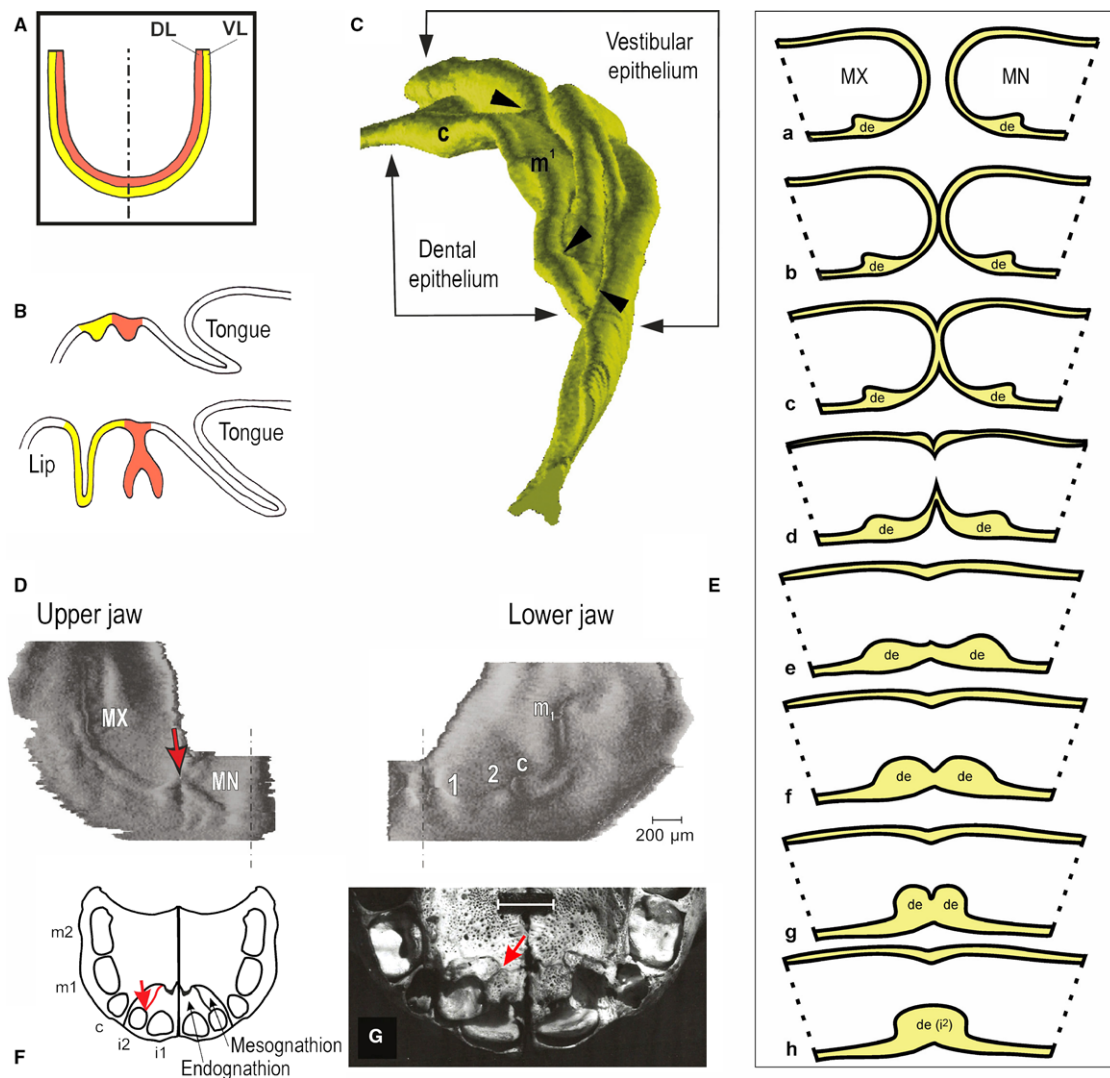 A
DL
VL
B
Tongue
Lip
Tongue
C
Vestibular
epithelium
c
m1
Dental
epithelium
D
Upper jaw
MX
MN
Lower jaw
m1
1
2
c
200 µm
E
MX
MN
de
de
a
de
de
b
de
de
c
de
de
d
de
de
e
de
de
f
de
de
g
de (i2)
h
F
m2
m1
c
i2
i1
Mesognathion
Endognathion
G